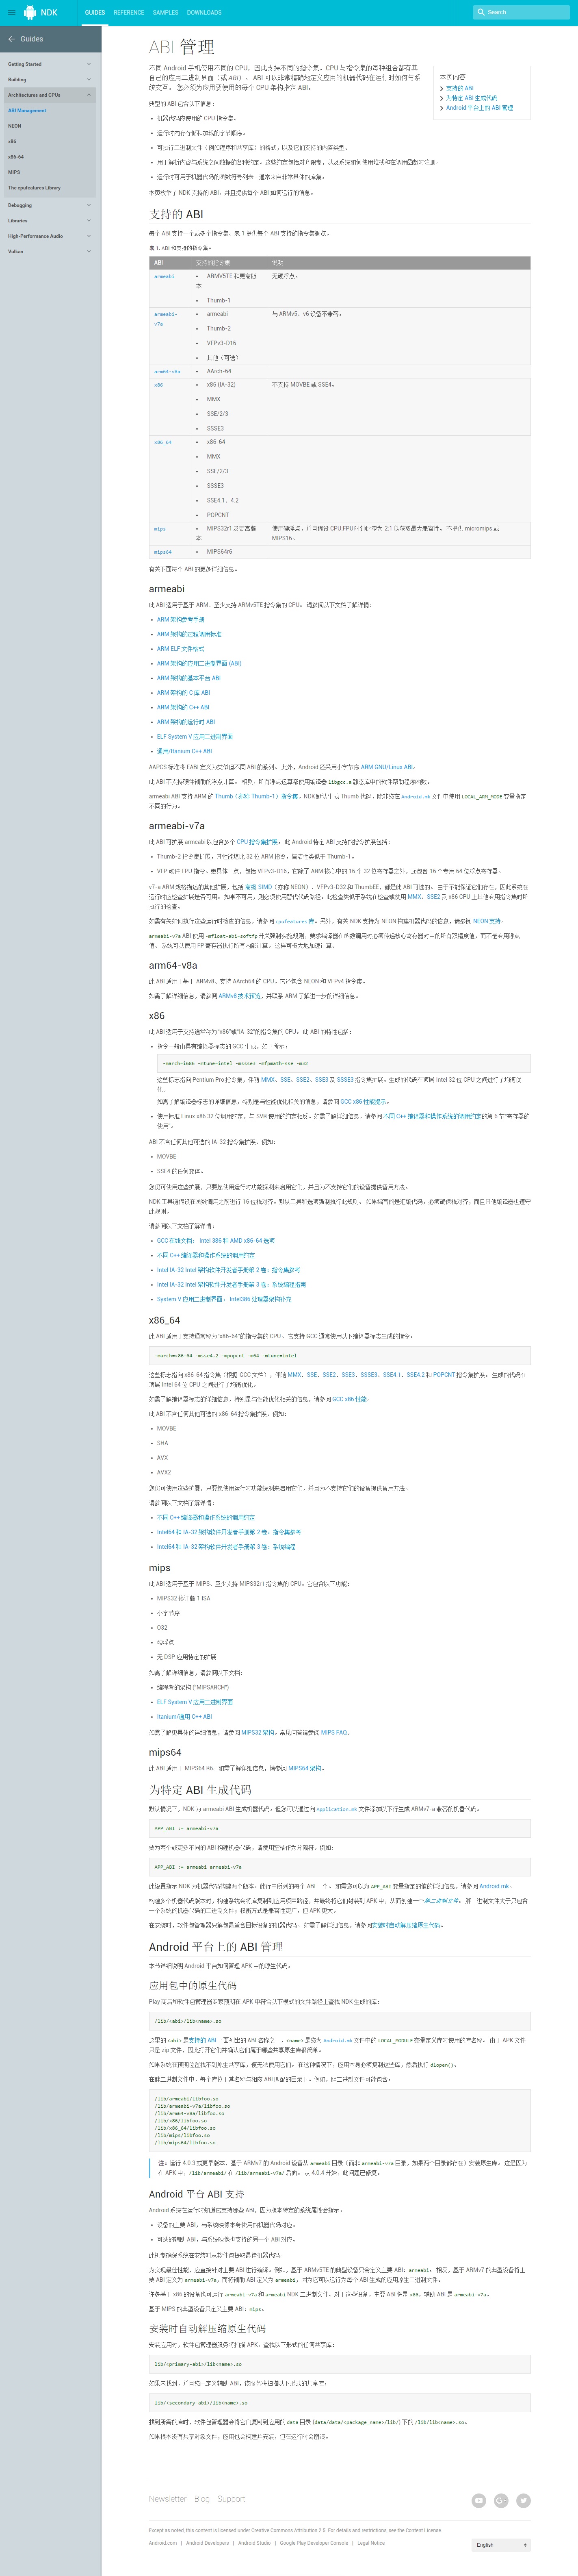 NDK
GUIDES
REFERENCE
SAMPLES
DOWNLOADS
Search
Guides
Getting Started
Building
Architectures and CPUs
ABI Management
NEON
x86
x86-64
MIPS
The cpufeatures Library
Debugging
Libraries
High-Performance Audio
Vulkan
ABI 管理
不同 Android 手机使用不同的 CPU，因此支持不同的指令集。CPU 与指令集的每种组合都有其
自己的应用二进制界面（或 ABI）。 ABI 可以非常精确地定义应用的机器代码在运行时如何与系
统交互。 您必须为应用要使用的每个 CPU 架构指定 ABI。
本页内容
支持的 ABI
为特定 ABI 生成代码
Android 平台上的 ABI 管理
典型的 ABI 包含以下信息：
• 机器代码应使用的 CPU 指令集。
• 运行时内存存储和加载的字节顺序。
• 可执行二进制文件（例如程序和共享库）的格式，以及它们支持的内容类型。
• 用于解析内容与系统之间数据的各种约定。这些约定包括对齐限制，以及系统如何使用堆栈和在调用函数时注册。
• 运行时可用于机器代码的函数符号列表 - 通常来自非常具体的库集。
本页枚举了 NDK 支持的 ABI，并且提供每个 ABI 如何运行的信息。
支持的 ABI
每个 ABI 支持一个或多个指令集。表 1 提供每个 ABI 支持的指令集概览。
表 1. ABI 和支持的指令集。
ABI 支持的指令集 说明
armeabi • ARMV5TE 和更高版 无硬浮点。
本
• Thumb-1
armeabi- • armeabi 与 ARMv5、v6 设备不兼容。
v7a
• Thumb-2
• VFPv3-D16
• 其他（可选）
arm64-v8a • AArch-64
x86 • x86 (IA-32) 不支持 MOVBE 或 SSE4。
• MMX
• SSE/2/3
• SSSE3
x86_64 • x86-64
• MMX
• SSE/2/3
• SSSE3
• SSE4.1、4.2
• POPCNT
mips • MIPS32r1 及更高版 使用硬浮点，并且假设 CPU:FPU 时钟比率为 2:1 以获取最大兼容性。 不提供 micromips 或
本 MIPS16。
mips64 • MIPS64r6
有关下面每个 ABI 的更多详细信息。
armeabi
此 ABI 适用于基于 ARM、至少支持 ARMv5TE 指令集的 CPU。 请参阅以下文档了解详情：
• ARM 架构参考手册
• ARM 架构的过程调用标准
• ARM ELF 文件格式
• ARM 架构的应用二进制界面 (ABI)
• ARM 架构的基本平台 ABI
• ARM 架构的 C 库 ABI
• ARM 架构的 C++ ABI
• ARM 架构的运行时 ABI
• ELF System V 应用二进制界面
• 通用/Itanium C++ ABI
AAPCS 标准将 EABI 定义为类似但不同 ABI 的系列。 此外，Android 还采用小字节序 ARM GNU/Linux ABI。
此 ABI 不支持硬件辅助的浮点计算。 相反，所有浮点运算都使用编译器 libgcc.a 静态库中的软件帮助程序函数。
armeabi ABI 支持 ARM 的 Thumb（亦称 Thumb-1）指令集。NDK 默认生成 Thumb 代码，除非您在 Android.mk 文件中使用 LOCAL_ARM_MODE 变量指定
不同的行为。
armeabi-v7a
此 ABI 可扩展 armeabi 以包含多个 CPU 指令集扩展。 此 Android 特定 ABI 支持的指令扩展包括：
• Thumb-2 指令集扩展，其性能堪比 32 位 ARM 指令，简洁性类似于 Thumb-1。
• VFP 硬件 FPU 指令。更具体一点，包括 VFPv3-D16，它除了 ARM 核心中的 16 个 32 位寄存器之外，还包含 16 个专用 64 位浮点寄存器。
v7-a ARM 规格描述的其他扩展，包括 高级 SIMD（亦称 NEON）、VFPv3-D32 和 ThumbEE，都是此 ABI 可选的。 由于不能保证它们存在，因此系统在
运行时应检查扩展是否可用。如果不可用，则必须使用替代代码路径。此检查类似于系统在检查或使用 MMX、SSE2 及 x86 CPU 上其他专用指令集时所
执行的检查。
如需有关如何执行这些运行时检查的信息，请参阅 cpufeatures 库。另外，有关 NDK 支持为 NEON 构建机器代码的信息，请参阅 NEON 支持。
armeabi-v7a ABI 使用 -mfloat-abi=softfp 开关强制实施规则，要求编译器在函数调用时必须传递核心寄存器对中的所有双精度值，而不是专用浮点
值。 系统可以使用 FP 寄存器执行所有内部计算。 这样可极大地加速计算。
arm64-v8a
此 ABI 适用于基于 ARMv8、支持 AArch64 的 CPU。它还包含 NEON 和 VFPv4 指令集。
如需了解详细信息，请参阅 ARMv8 技术预览，并联系 ARM 了解进一步的详细信息。
x86
此 ABI 适用于支持通常称为“x86”或“IA-32”的指令集的 CPU。 此 ABI 的特性包括：
• 指令一般由具有编译器标志的 GCC 生成，如下所示：
-march=i686 -mtune=intel -mssse3 -mfpmath=sse -m32
这些标志指向 Pentium Pro 指令集，伴随 MMX、SSE、SSE2、SSE3 及 SSSE3 指令集扩展。生成的代码在顶层 Intel 32 位 CPU 之间进行了均衡优
化。
如需了解编译器标志的详细信息，特别是与性能优化相关的信息，请参阅 GCC x86 性能提示。
• 使用标准 Linux x86 32 位调用约定，与 SVR 使用的约定相反。如需了解详细信息，请参阅 不同 C++ 编译器和操作系统的调用约定的第 6 节“寄存器的
使用”。
ABI 不含任何其他可选的 IA-32 指令集扩展，例如：
• MOVBE
• SSE4 的任何变体。
您仍可使用这些扩展，只要您使用运行时功能探测来启用它们，并且为不支持它们的设备提供备用方法。
NDK 工具链假设在函数调用之前进行 16 位栈对齐。默认工具和选项强制执行此规则。 如果编写的是汇编代码，必须确保栈对齐，而且其他编译器也遵守
此规则。
请参阅以下文档了解详情：
• GCC 在线文档： Intel 386 和 AMD x86-64 选项
• 不同 C++ 编译器和操作系统的调用约定
• Intel IA-32 Intel 架构软件开发者手册第 2 卷：指令集参考
• Intel IA-32 Intel 架构软件开发者手册第 3 卷：系统编程指南
• System V 应用二进制界面： Intel386 处理器架构补充
x86_64
此 ABI 适用于支持通常称为“x86-64”的指令集的 CPU。 它支持 GCC 通常使用以下编译器标志生成的指令：
-march=x86-64 -msse4.2 -mpopcnt -m64 -mtune=intel
这些标志指向 x86-64 指令集（根据 GCC 文档），伴随 MMX、SSE、SSE2、SSE3、SSSE3、SSE4.1、SSE4.2 和 POPCNT 指令集扩展。 生成的代码在
顶层 Intel 64 位 CPU 之间进行了均衡优化。
如需了解编译器标志的详细信息，特别是与性能优化相关的信息，请参阅 GCC x86 性能。
此 ABI 不含任何其他可选的 x86-64 指令集扩展，例如：
• MOVBE
• SHA
• AVX
• AVX2
您仍可使用这些扩展，只要您使用运行时功能探测来启用它们，并且为不支持它们的设备提供备用方法。
请参阅以下文档了解详情：
• 不同 C++ 编译器和操作系统的调用约定
• Intel64 和 IA-32 架构软件开发者手册第 2 卷：指令集参考
• Intel64 和 IA-32 架构软件开发者手册第 3 卷：系统编程
mips
此 ABI 适用于基于 MIPS、至少支持 MIPS32r1 指令集的 CPU。它包含以下功能：
• MIPS32 修订版 1 ISA
• 小字节序
• O32
• 硬浮点
• 无 DSP 应用特定的扩展
如需了解详细信息，请参阅以下文档：
• 编程者的架构 ("MIPSARCH")
• ELF System V 应用二进制界面
• Itanium/通用 C++ ABI
如需了解更具体的详细信息，请参阅 MIPS32 架构。常见问答请参阅 MIPS FAQ。
mips64
此 ABI 适用于 MIPS64 R6。如需了解详细信息，请参阅 MIPS64 架构。
为特定 ABI 生成代码
默认情况下，NDK 为 armeabi ABI 生成机器代码。但您可以通过向 Application.mk 文件添加以下行生成 ARMv7-a 兼容的机器代码。
APP_ABI := armeabi-v7a
要为两个或更多不同的 ABI 构建机器代码，请使用空格作为分隔符。例如：
APP_ABI := armeabi armeabi-v7a
此设置指示 NDK 为机器代码构建两个版本：此行中所列的每个 ABI 一个。 如需您可以为 APP_ABI 变量指定的值的详细信息，请参阅 Android.mk。
构建多个机器代码版本时，构建系统会将库复制到应用项目路径，并最终将它们封装到 APK 中，从而创建一个胖二进制文件。 胖二进制文件大于只包含
一个系统的机器代码的二进制文件；积衡方式是兼容性更广，但 APK 更大。
在安装时，软件包管理器只解包最适合目标设备的机器代码。 如需了解详细信息，请参阅安装时自动解压缩原生代码。
Android 平台上的 ABI 管理
本节详细说明 Android 平台如何管理 APK 中的原生代码。
应用包中的原生代码
Play 商店和软件包管理器专家预期在 APK 中符合以下模式的文件路径上查找 NDK 生成的库：
/lib/<abi>/lib<name>.so
这里的 <abi> 是支持的 ABI 下面列出的 ABI 名称之一，<name> 是您为 Android.mk 文件中的 LOCAL_MODULE 变量定义库时使用的库名称。 由于 APK 文件
只是 zip 文件，因此打开它们并确认它们属于哪些共享原生库很简单。
如果系统在预期位置找不到原生共享库，便无法使用它们。 在这种情况下，应用本身必须复制这些库，然后执行 dlopen()。
在胖二进制文件中，每个库位于其名称与相应 ABI 匹配的目录下。例如，胖二进制文件可能包含：
/lib/armeabi/libfoo.so
/lib/armeabi-v7a/libfoo.so
/lib/arm64-v8a/libfoo.so
/lib/x86/libfoo.so
/lib/x86_64/libfoo.so
/lib/mips/libfoo.so
/lib/mips64/libfoo.so
注：运行 4.0.3 或更早版本、基于 ARMv7 的 Android 设备从 armeabi 目录（而非 armeabi-v7a 目录，如果两个目录都存在）安装原生库。 这是因为
在 APK 中，/lib/armeabi/ 在 /lib/armeabi-v7a/ 后面。 从 4.0.4 开始，此问题已修复。
Android 平台 ABI 支持
Android 系统在运行时知道它支持哪些 ABI，因为版本特定的系统属性会指示：
• 设备的主要 ABI，与系统映像本身使用的机器代码对应。
• 可选的辅助 ABI，与系统映像也支持的另一个 ABI 对应。
此机制确保系统在安装时从软件包提取最佳机器代码。
为实现最佳性能，应直接针对主要 ABI 进行编译。例如，基于 ARMv5TE 的典型设备只会定义主要 ABI：armeabi。 相反，基于 ARMv7 的典型设备将主
要 ABI 定义为 armeabi-v7a，而将辅助 ABI 定义为 armeabi，因为它可以运行为每个 ABI 生成的应用原生二进制文件。
许多基于 x86 的设备也可运行 armeabi-v7a 和 armeabi NDK 二进制文件。对于这些设备，主要 ABI 将是 x86，辅助 ABI 是 armeabi-v7a。
基于 MIPS 的典型设备只定义主要 ABI：mips。
安装时自动解压缩原生代码
安装应用时，软件包管理器服务将扫描 APK，查找以下形式的任何共享库：
lib/<primary-abi>/lib<name>.so
如果未找到，并且您已定义辅助 ABI，该服务将扫描以下形式的共享库：
lib/<secondary-abi>/lib<name>.so
找到所需的库时，软件包管理器会将它们复制到应用的 data 目录 (data/data/<package_name>/lib/) 下的 /lib/lib<name>.so。
如果根本没有共享对象文件，应用也会构建并安装，但在运行时会崩溃。
Newsletter Blog Support
Except as noted, this content is licensed under Creative Commons Attribution 2.5. For details and restrictions, see the Content License.
Android.com | Android Developers | Android Studio | Google Play Developer Console | Legal Notice
English